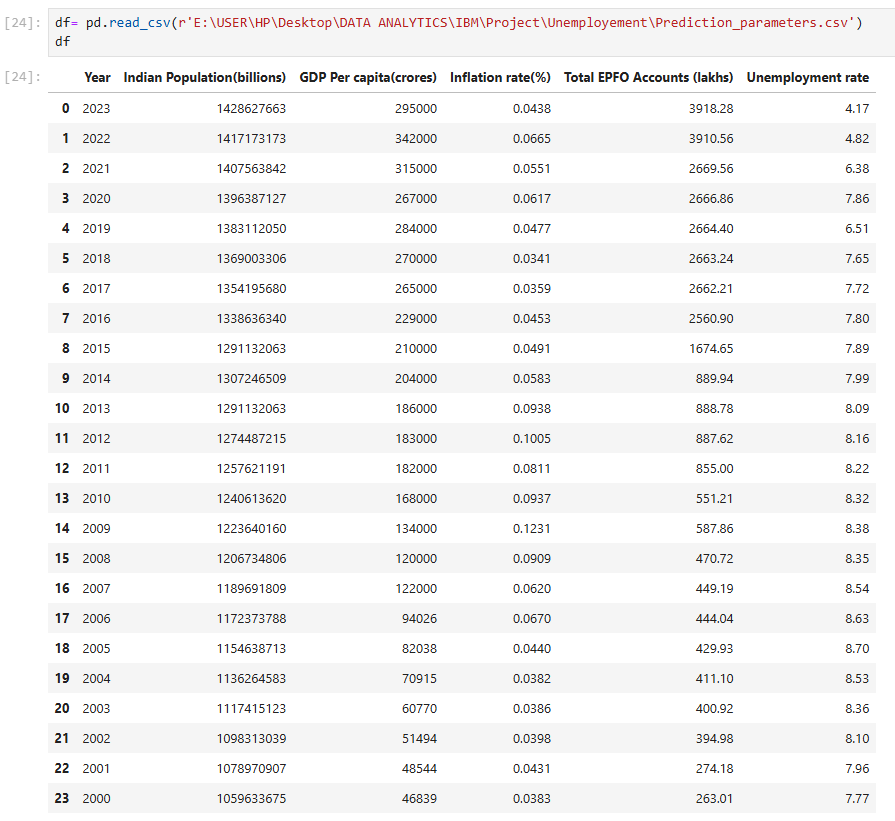 [24]: df= pd.read_csv(r'E:\USER\HP\Desktop\DATA ANALYTICS\IBM\Project\Unemployement\Prediction_parameters.csv')
df
[24]: Year Indian Population(billions) GDP Per capita(crores) Inflation rate(%) Total EPFO Accounts (lakhs) Unemployment rate
0 2023 1428627663 295000 0.0438 3918.28 4.17
1 2022 1417173173 342000 0.0665 3910.56 4.82
2 2021 1407563842 315000 0.0551 2669.56 6.38
3 2020 1396387127 267000 0.0617 2666.86 7.86
4 2019 1383112050 284000 0.0477 2664.40 6.51
5 2018 1369003306 270000 0.0341 2663.24 7.65
6 2017 1354195680 265000 0.0359 2662.21 7.72
7 2016 1338636340 229000 0.0453 2560.90 7.80
8 2015 1291132063 210000 0.0491 1674.65 7.89
9 2014 1307246509 204000 0.0583 889.94 7.99
10 2013 1291132063 186000 0.0938 888.78 8.09
11 2012 1274487215 183000 0.1005 887.62 8.16
12 2011 1257621191 182000 0.0811 855.00 8.22
13 2010 1240613620 168000 0.0937 551.21 8.32
14 2009 1223640160 134000 0.1231 587.86 8.38
15 2008 1206734806 120000 0.0909 470.72 8.35
16 2007 1189691809 122000 0.0620 449.19 8.54
17 2006 1172373788 94026 0.0670 444.04 8.63
18 2005 1154638713 82038 0.0440 429.93 8.70
19 2004 1136264583 70915 0.0382 411.10 8.53
20 2003 1117415123 60770 0.0386 400.92 8.36
21 2002 1098313039 51494 0.0398 394.98 8.10
22 2001 1078970907 48544 0.0431 274.18 7.96
23 2000 1059633675 46839 0.0383 263.01 7.77